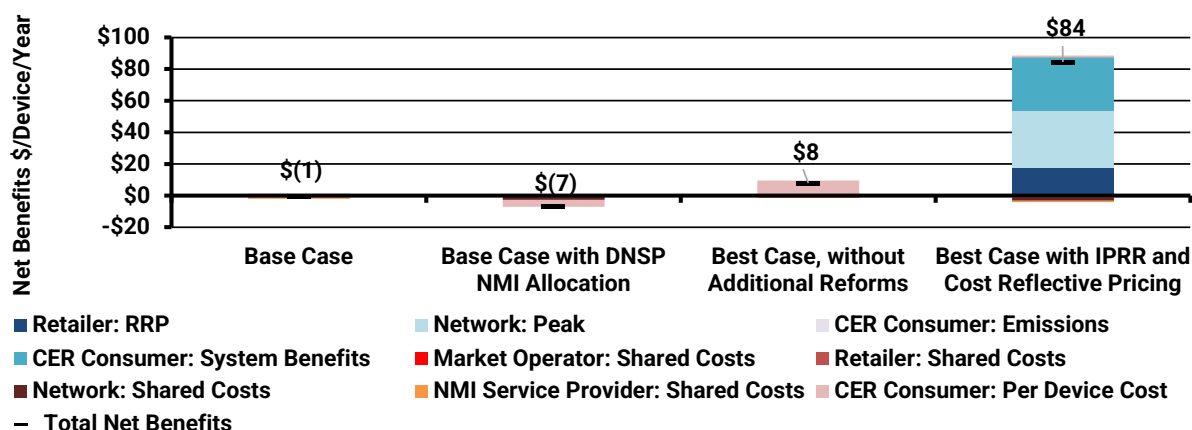 Net Benefits $/Device/Year
$100
$80
$60
$40
$20
$0
-$20
$(1)
$(7)
$8
$84
Base Case
Base Case with DNSP
NMI Allocation
Best Case, without
Additional Reforms
Best Case with IPRR and
Cost Reflective Pricing
Retailer: RRP
Network: Peak
CER Consumer: Emissions
CER Consumer: System Benefits
Market Operator: Shared Costs
Retailer: Shared Costs
Network: Shared Costs
NMI Service Provider: Shared Costs
CER Consumer: Per Device Cost
Total Net Benefits